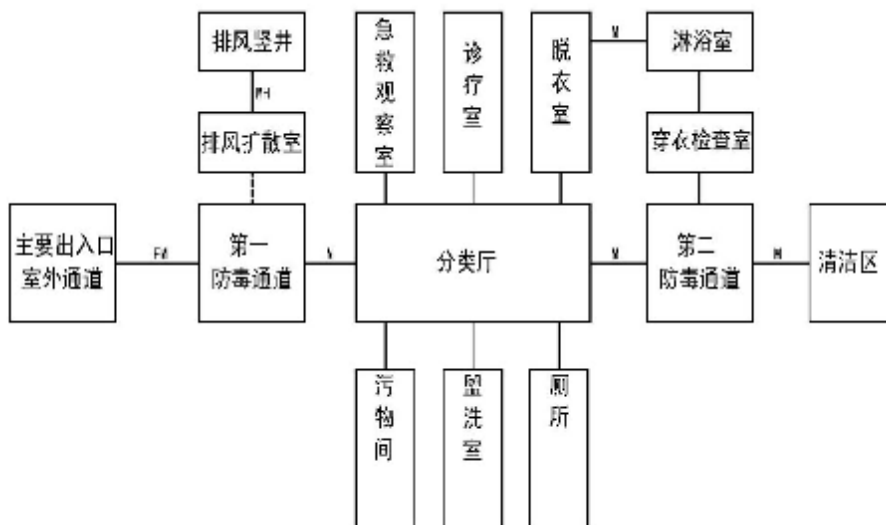 排风竖井
急救观察室
诊疗室
脱衣室
M
淋浴室
MH
排风扩散室
穿衣检查室
主要出入口
室外通道
FM
第一
防毒通道
分类厅
M
第二
防毒通道
M
清洁区
污物间
盥洗室
厕所